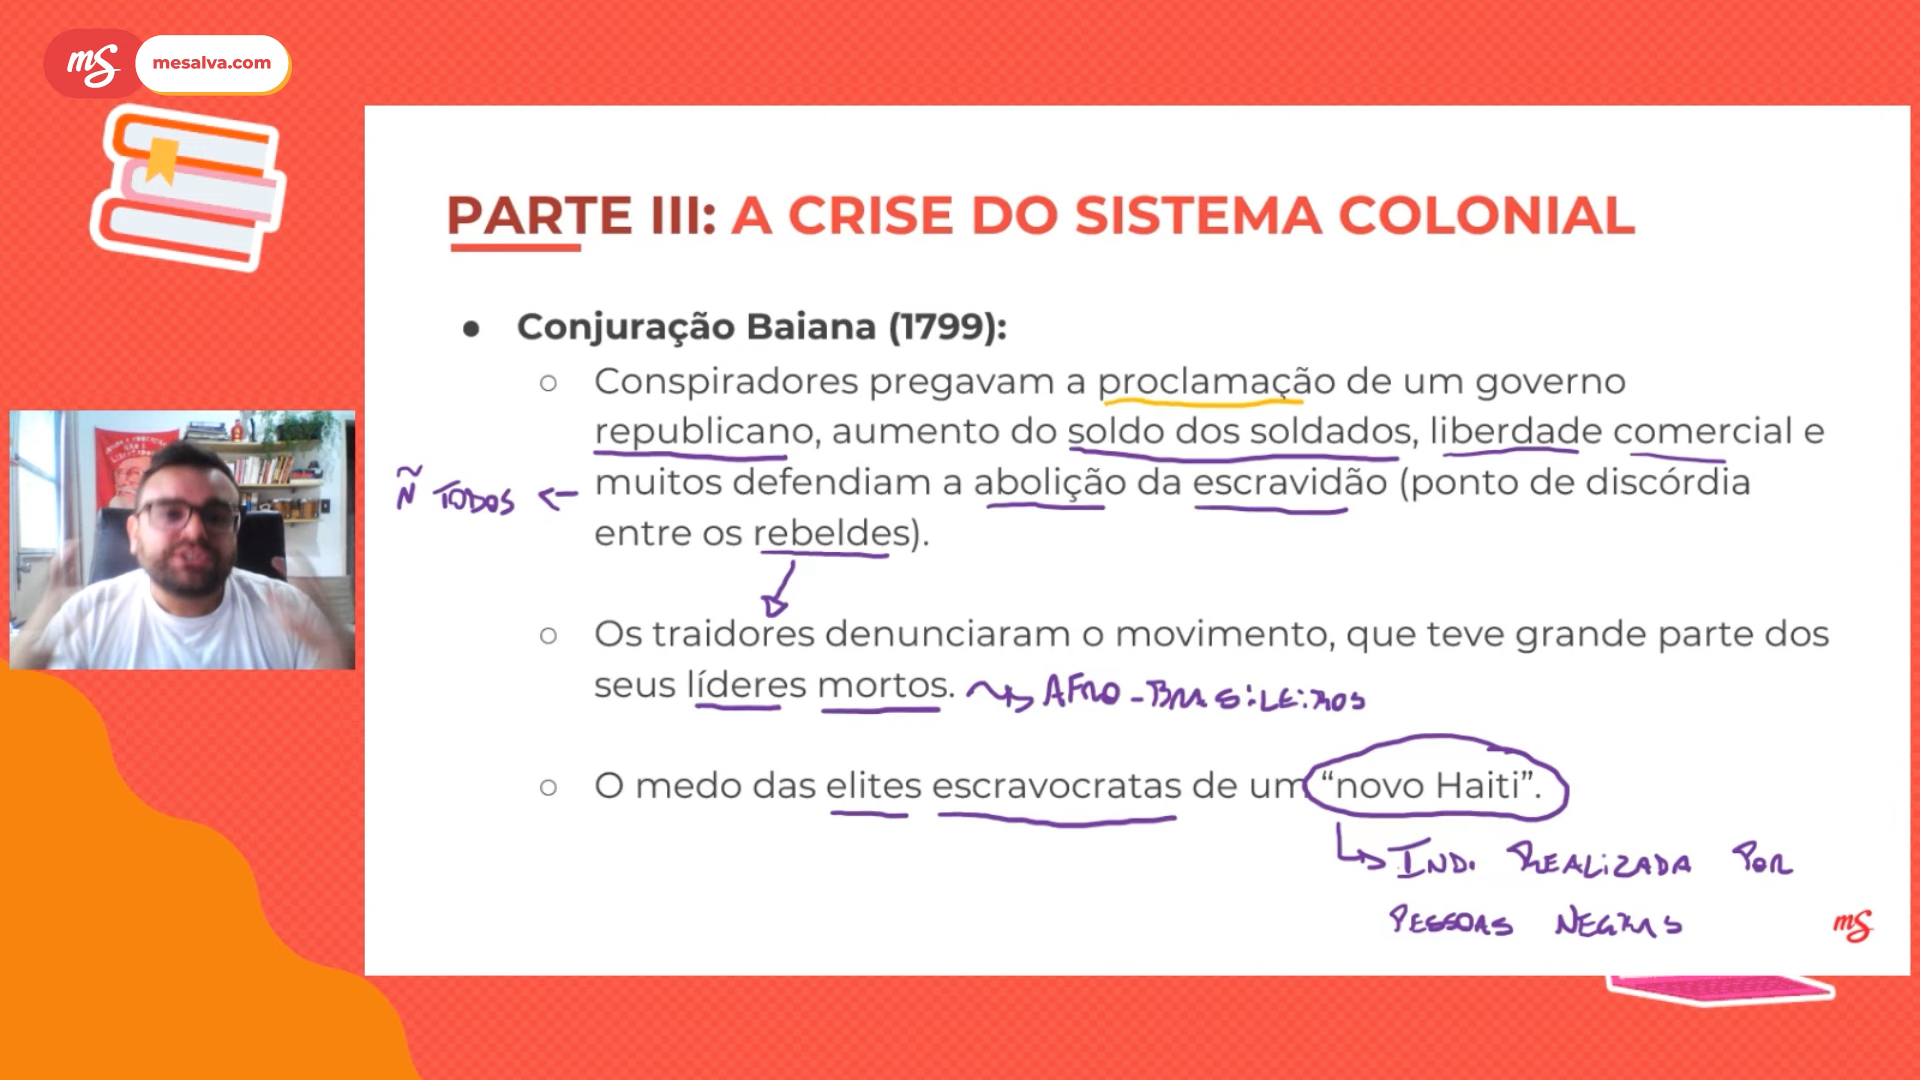 mS mesalva.com
PARTE III: A CRISE DO SISTEMA COLONIAL
● Conjuração Baiana (1799):
○ Conspiradores pregavam a proclamação de um governo
republicano, aumento do soldo dos soldados, liberdade comercial e
Ñ TODOS ← muitos defendiam a abolição da escravidão (ponto de discórdia
entre os rebeldes).
○ Os traidores denunciaram o movimento, que teve grande parte dos
seus líderes mortos. → AFRO-BRASILEIROS
○ O medo das elites escravocratas de um “novo Haiti”.
↳ IND. REALIZADA POR
PESSOAS NEGRAS
mS